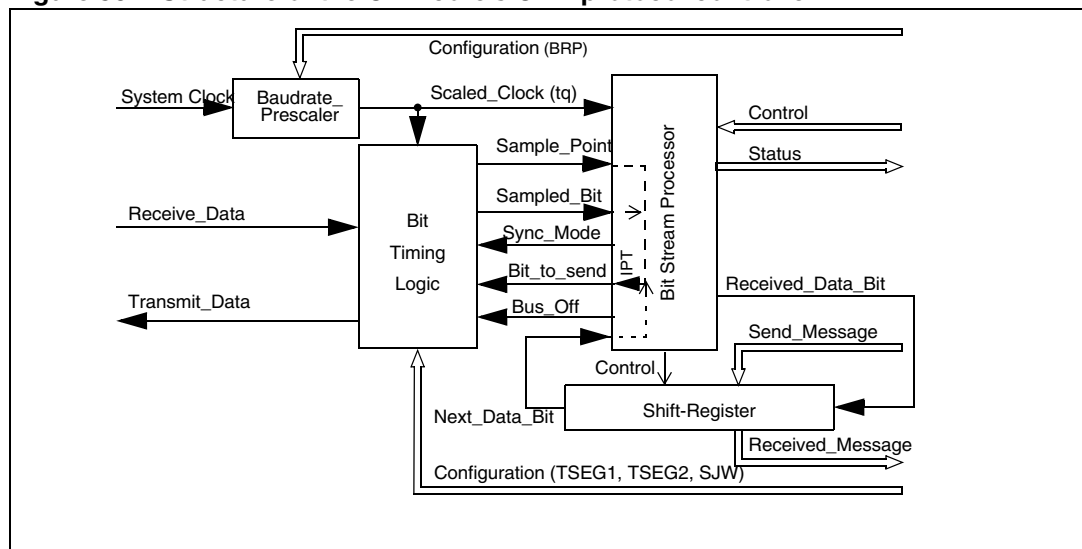 Configuration (BRP)
System Clock
Baudrate_
Prescaler
Scaled_Clock (tq)
Control
Status
Sample_Point
Sampled_Bit
Receive_Data
Bit
Timing
Logic
Sync_Mode
Bit_to_send
IPT
Bit Stream Processor
Bus_Off
Received_Data_Bit
Transmit_Data
Send_Message
Control
Shift-Register
Next_Data_Bit
Received_Message
Configuration (TSEG1, TSEG2, SJW)